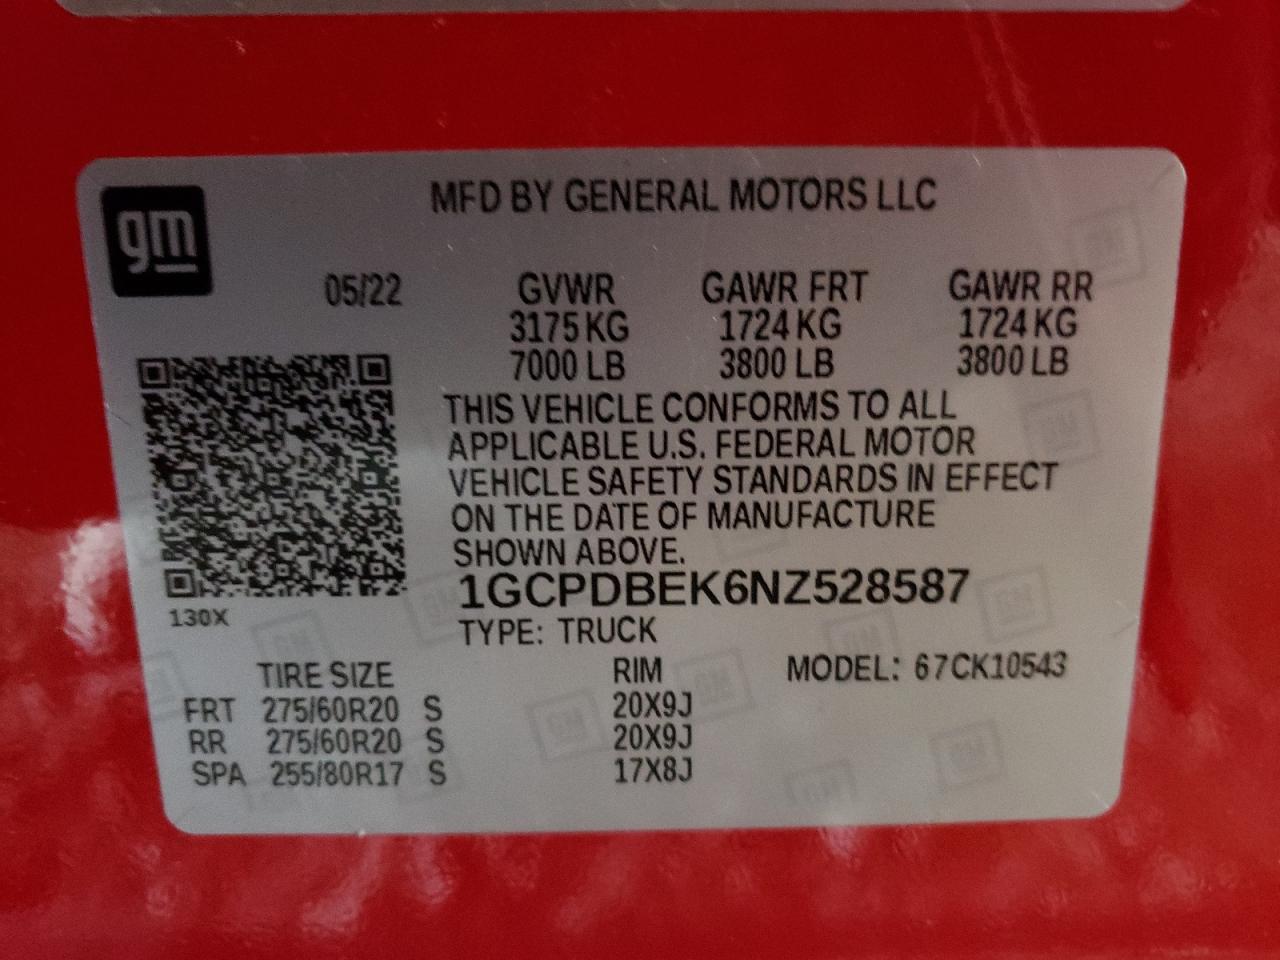 gm
MFD BY GENERAL MOTORS LLC
05/22 GVWR GAWR FRT GAWR RR
3175 KG 1724 KG 1724 KG
7000 LB 3800 LB 3800 LB
THIS VEHICLE CONFORMS TO ALL
APPLICABLE U.S. FEDERAL MOTOR
VEHICLE SAFETY STANDARDS IN EFFECT
ON THE DATE OF MANUFACTURE
SHOWN ABOVE.
1GCPDBEK6NZ528587
130X
TYPE: TRUCK
TIRE SIZE RIM MODEL: 67CK10543
FRT 275/60R20 S 20X9J
RR 275/60R20 S 20X9J
SPA 255/80R17 S 17X8J